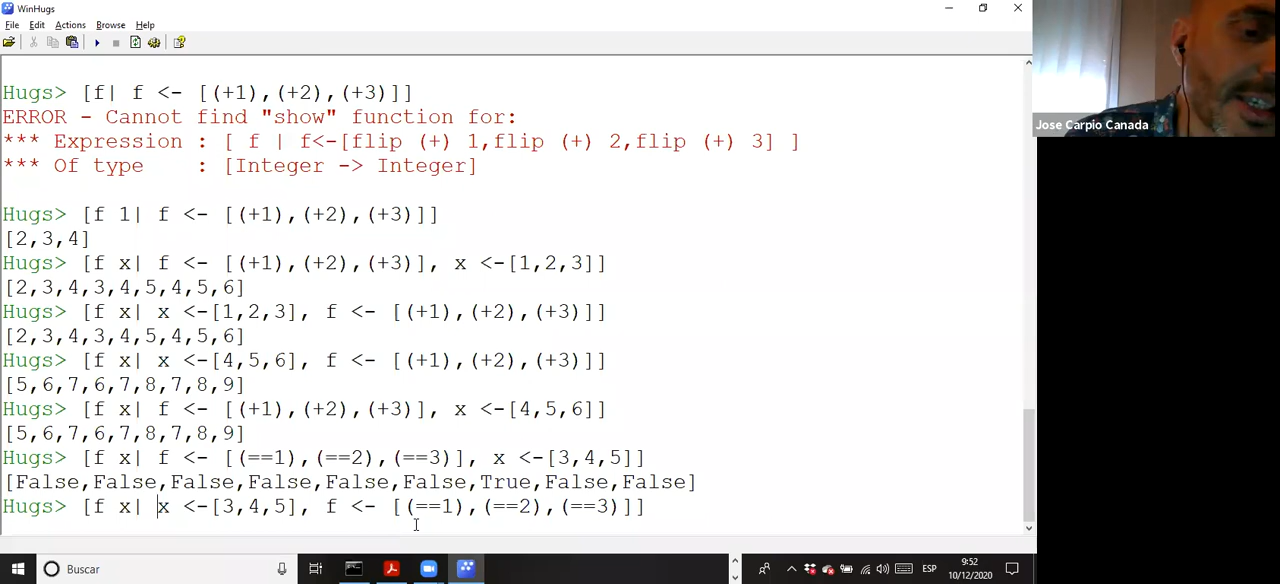 WinHugs
File Edit Actions Browse Help
Hugs> [f| f <- [(+1),(+2),(+3)]]
ERROR - Cannot find "show" function for:
*** Expression : [ f | f<-[flip (+) 1,flip (+) 2,flip (+) 3] ]
*** Of type : [Integer -> Integer]
Hugs> [f 1| f <- [(+1),(+2),(+3)]]
[2,3,4]
Hugs> [f x| f <- [(+1),(+2),(+3)], x <-[1,2,3]]
[2,3,4,3,4,5,4,5,6]
Hugs> [f x| x <-[1,2,3], f <- [(+1),(+2),(+3)]]
[2,3,4,3,4,5,4,5,6]
Hugs> [f x| x <-[4,5,6], f <- [(+1),(+2),(+3)]]
[5,6,7,6,7,8,7,8,9]
Hugs> [f x| f <- [(+1),(+2),(+3)], x <-[4,5,6]]
[5,6,7,6,7,8,7,8,9]
Hugs> [f x| f <- [(==1),(==2),(==3)], x <-[3,4,5]]
[False,False,False,False,False,False,True,False,False]
Hugs> [f x| x <-[3,4,5], f <- [(==1),(==2),(==3)]]
Jose Carpio Canada
Buscar
ESP
9:52
10/12/2020